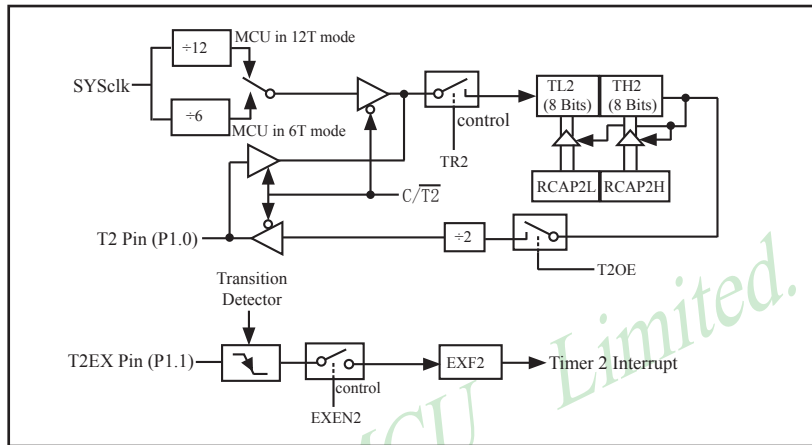 ÷12
MCU in 12T mode
SYSclk
÷6
MCU in 6T mode
control
TR2
TL2
(8 Bits)
TH2
(8 Bits)
RCAP2L
RCAP2H
C/T2
T2 Pin (P1.0)
÷2
T2OE
Transition
Detector
T2EX Pin (P1.1)
control
EXEN2
EXF2
Timer 2 Interrupt
MCU Limited.